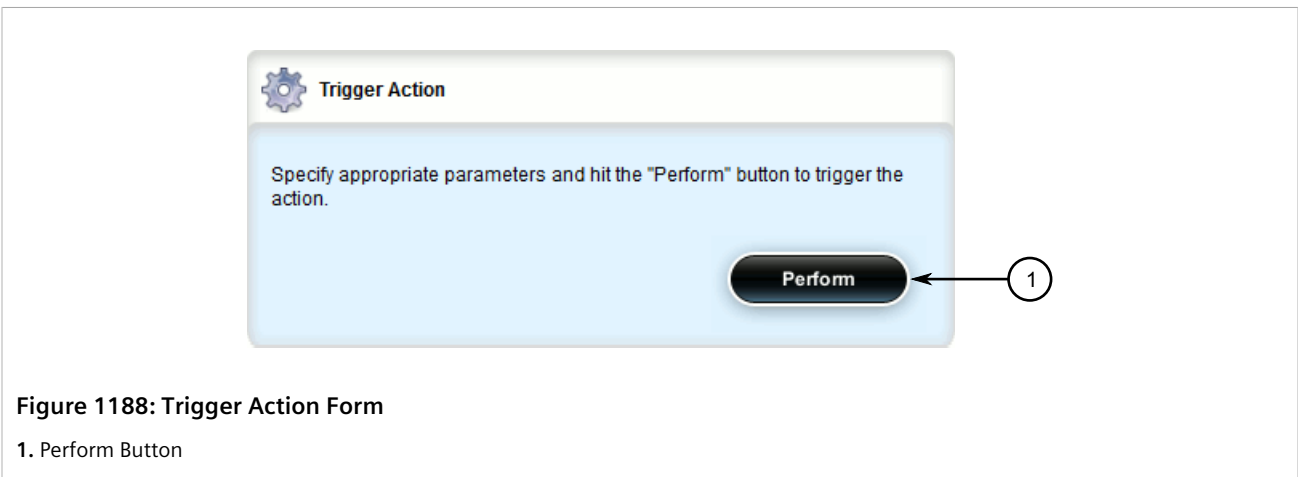 Trigger Action
Specify appropriate parameters and hit the "Perform" button to trigger the
action.
Perform
1
Figure 1188: Trigger Action Form
1. Perform Button